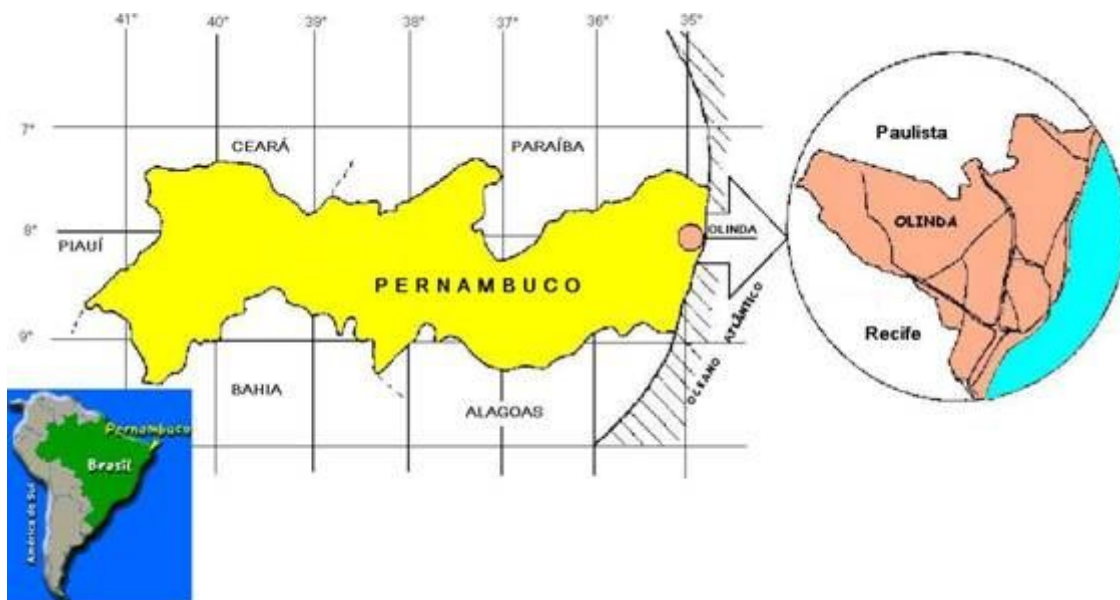 41° 40° 39° 38° 37° 36° 35°
7°
CEARÁ
PARAÍBA
8°
PIAUÍ
OLINDA
PERNAMBUCO
9°
BAHIA
ALAGOAS
OCEANO ATLÂNTICO
Paulista
OLINDA
Recife
Pernambuco
Brasil
América do Sul